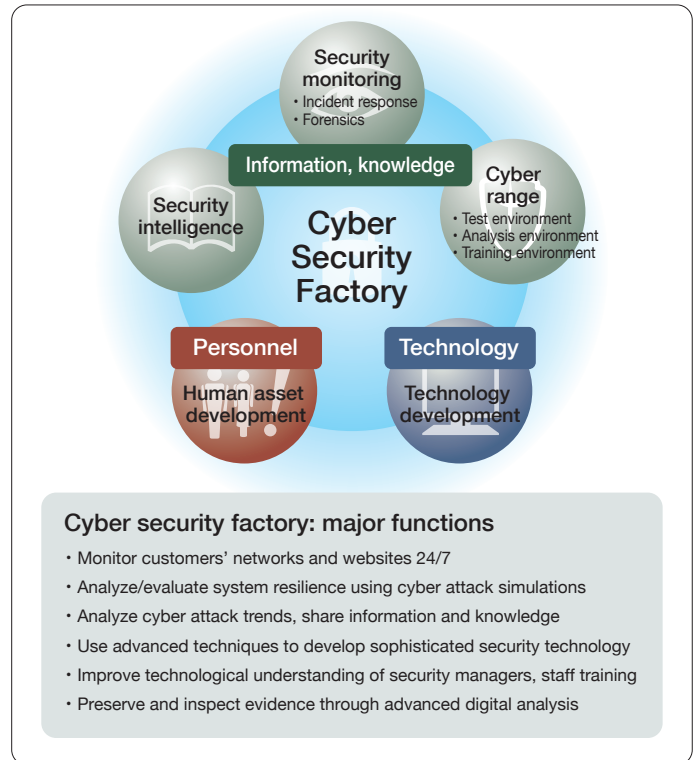 Security
monitoring
・Incident response
・Forensics
Information, knowledge
Security
intelligence
Cyber
range
・Test environment
・Analysis environment
・Training environment
Cyber
Security
Factory
Personnel
Human asset
development
Technology
Technology
development
Cyber security factory: major functions
・Monitor customers’ networks and websites 24/7
・Analyze/evaluate system resilience using cyber attack simulations
・Analyze cyber attack trends, share information and knowledge
・Use advanced techniques to develop sophisticated security technology
・Improve technological understanding of security managers, staff training
・Preserve and inspect evidence through advanced digital analysis